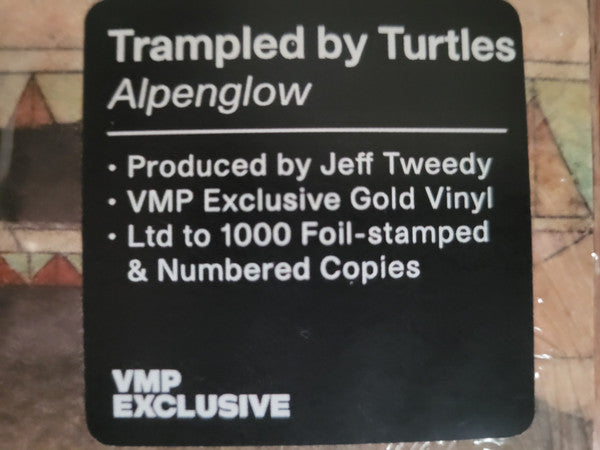 Trampled by Turtles
Alpenglow
· Produced by Jeff Tweedy
· VMP Exclusive Gold Vinyl
· Ltd to 1000 Foil-stamped
& Numbered Copies
VMP
EXCLUSIVE